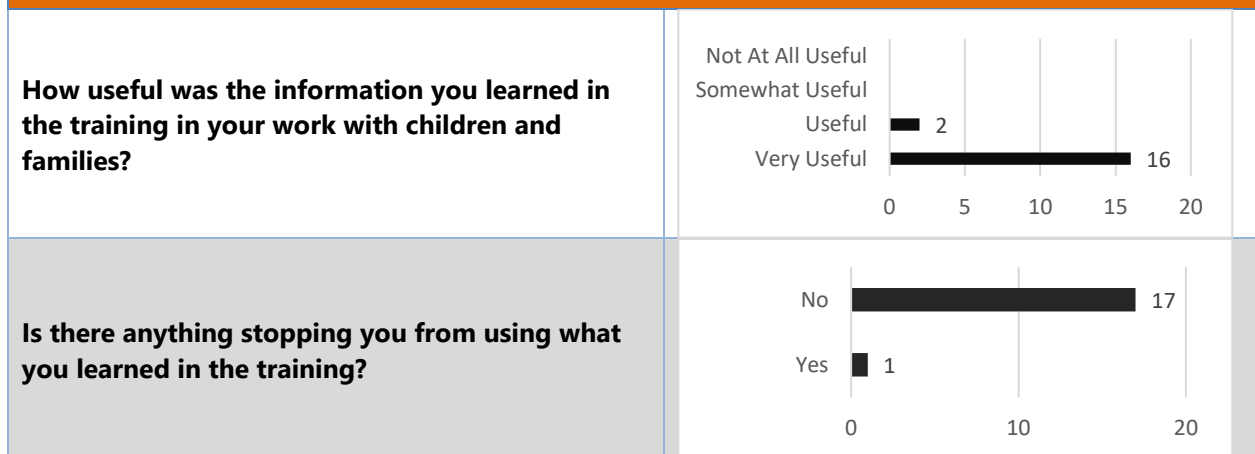 How useful was the information you learned in
the training in your work with children and
families?
Not At All Useful
Somewhat Useful
Useful 2
Very Useful 16
0 5 10 15 20
Is there anything stopping you from using what
you learned in the training?
No 17
Yes 1
0 10 20